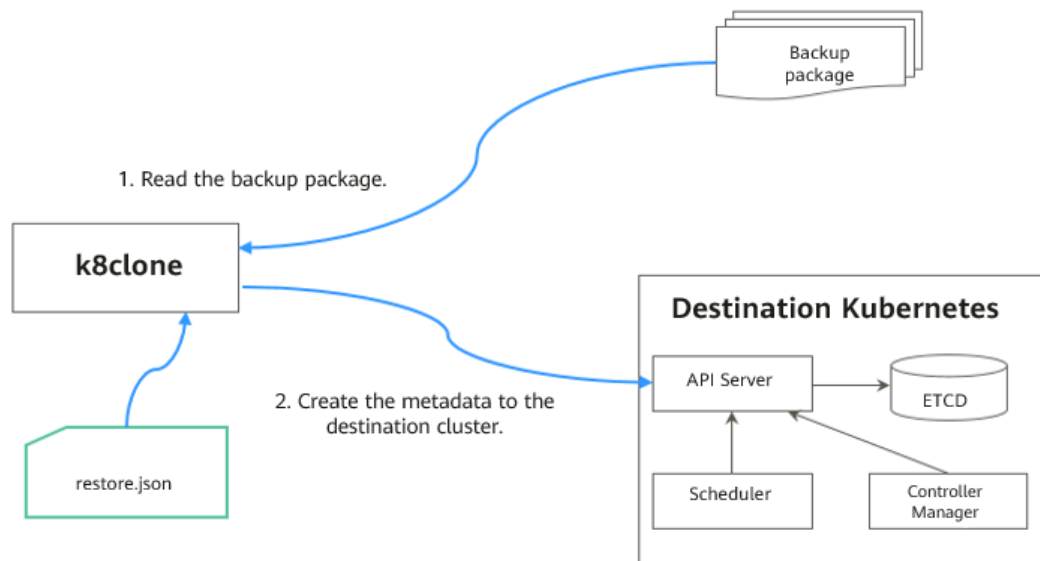 Backup
package
1. Read the backup package.
k8clone
Destination Kubernetes
API Server
ETCD
2. Create the metadata to the
destination cluster.
restore.json
Scheduler
Controller
Manager